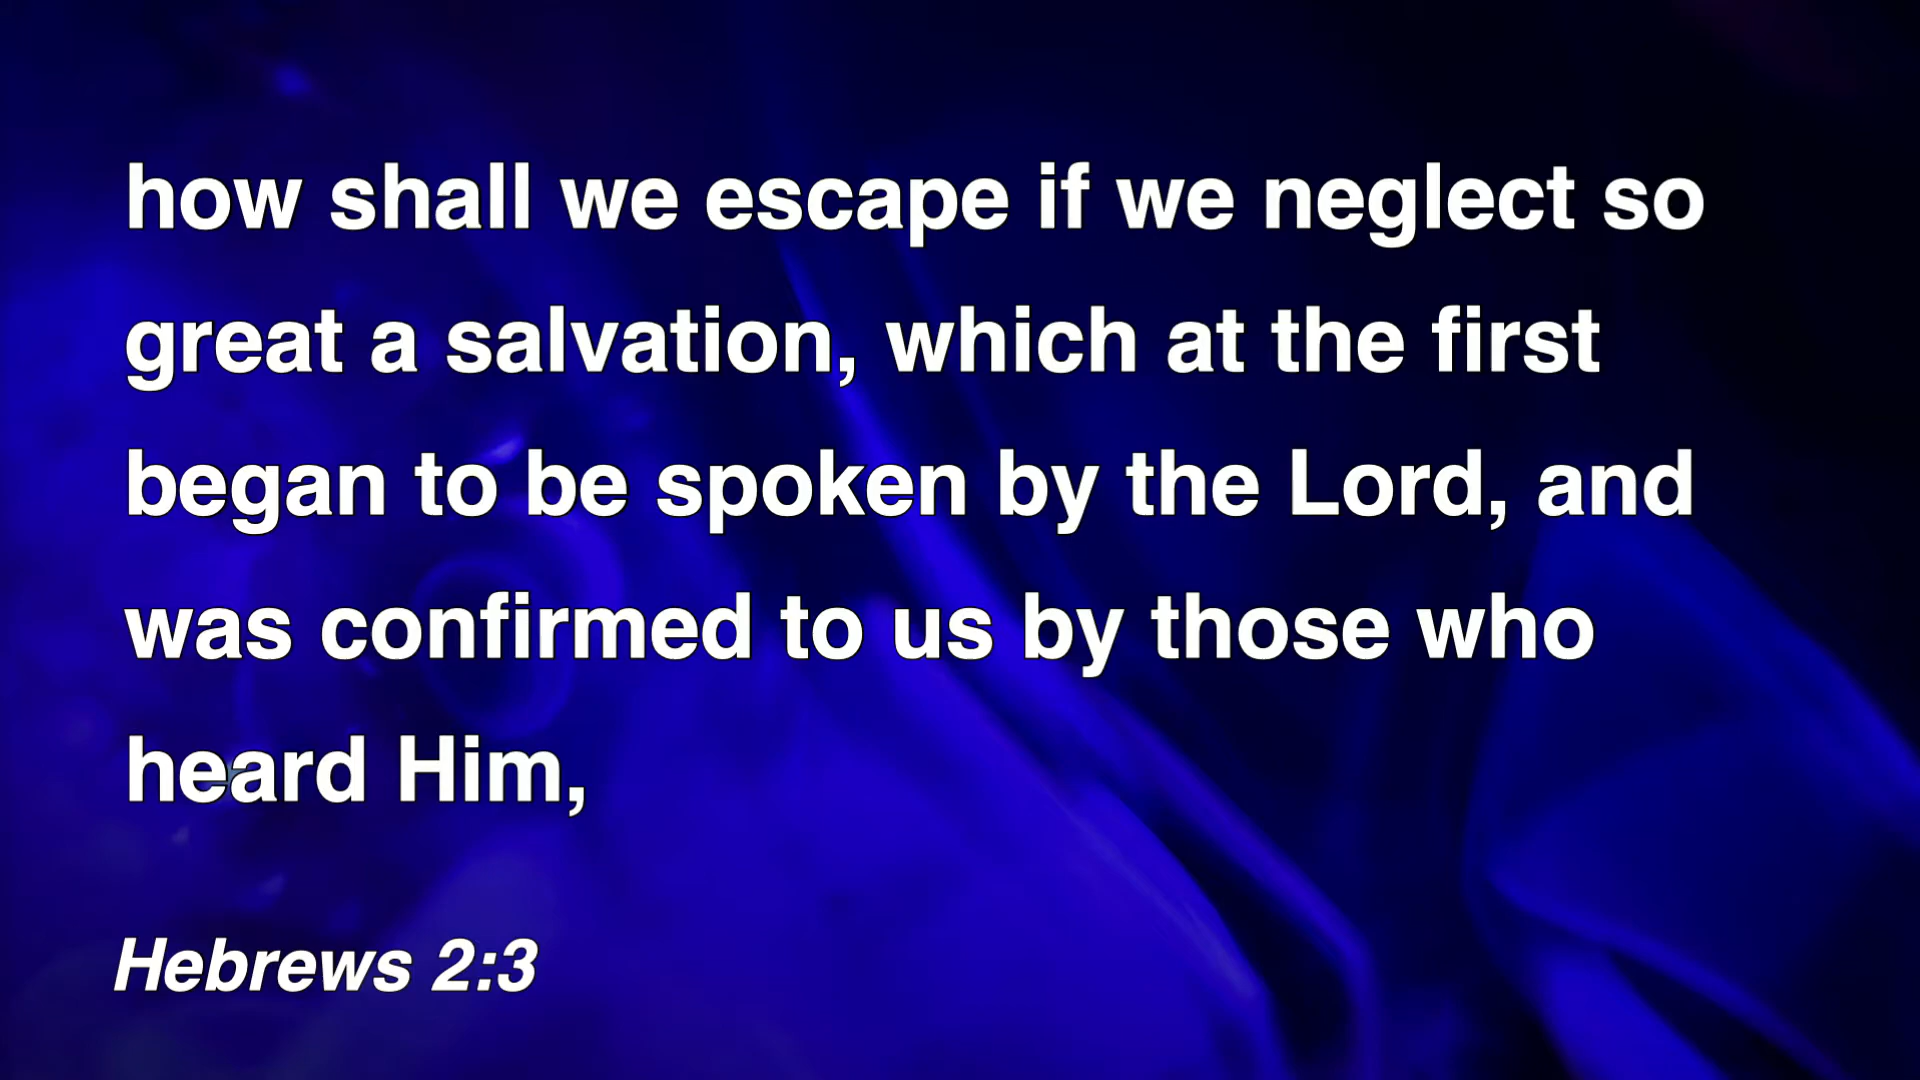 how shall we escape if we neglect so
great a salvation, which at the first
began to be spoken by the Lord, and
was confirmed to us by those who
heard Him,
Hebrews 2:3